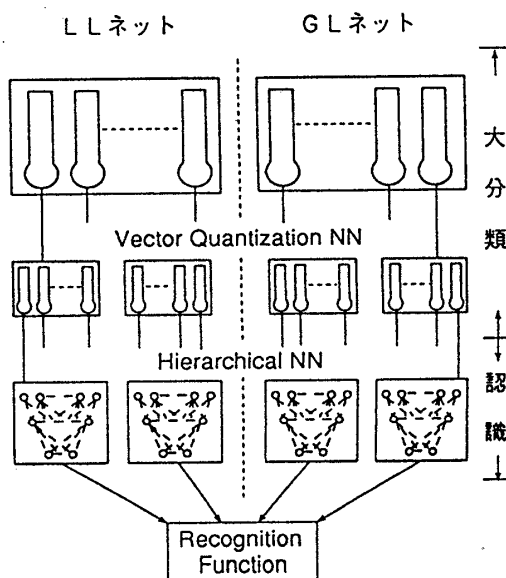 LLネット
GLネット
大分類
Vector Quantization NN
Hierarchical NN
認識
Recognition
Function